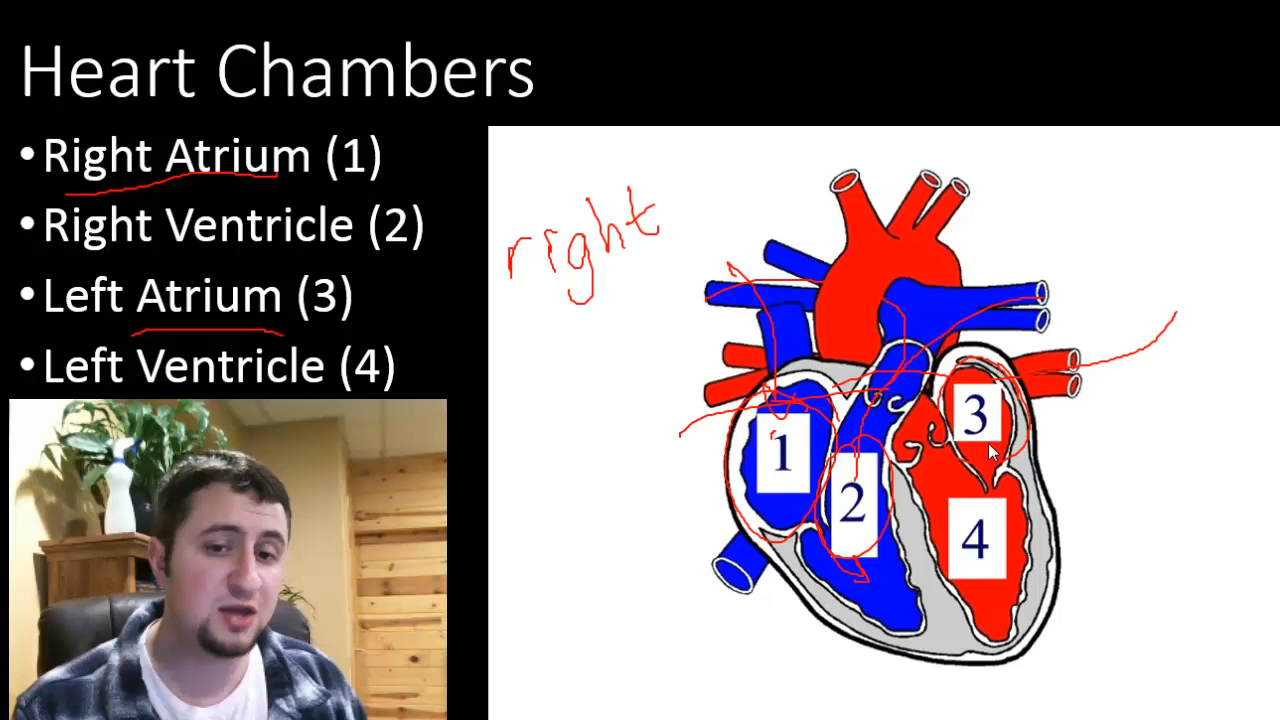 Heart Chambers
•Right Atrium (1)
•Right Ventricle (2)
•Left Atrium (3)
•Left Ventricle (4)
right
1
2
3
4